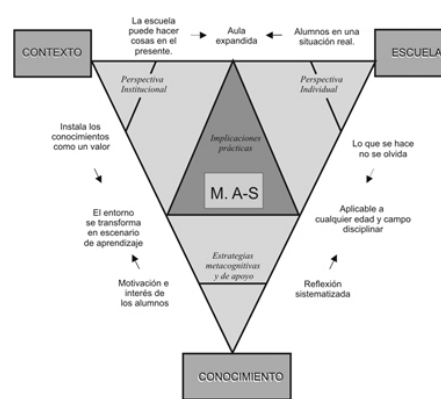 La escuela
puede hacer
cosas en el
presente.
Aula
expandida
Alumnos en una
situación real.
CONTEXTO
ESCUELA
Perspectiva
Institucional
Perspectiva
Individual
Instala los
conocimientos
como un valor
Implicaciones
prácticas
Lo que se hace
no se olvida
M. A-S
El entorno
se transforma
en escenario
de aprendizaje
Aplicable a
cualquier edad y campo
disciplinar
Estrategias
metacognitivas
y de apoyo
Motivación e
interés de
los alumnos
Reflexión
sistematizada
CONOCIMIENTO